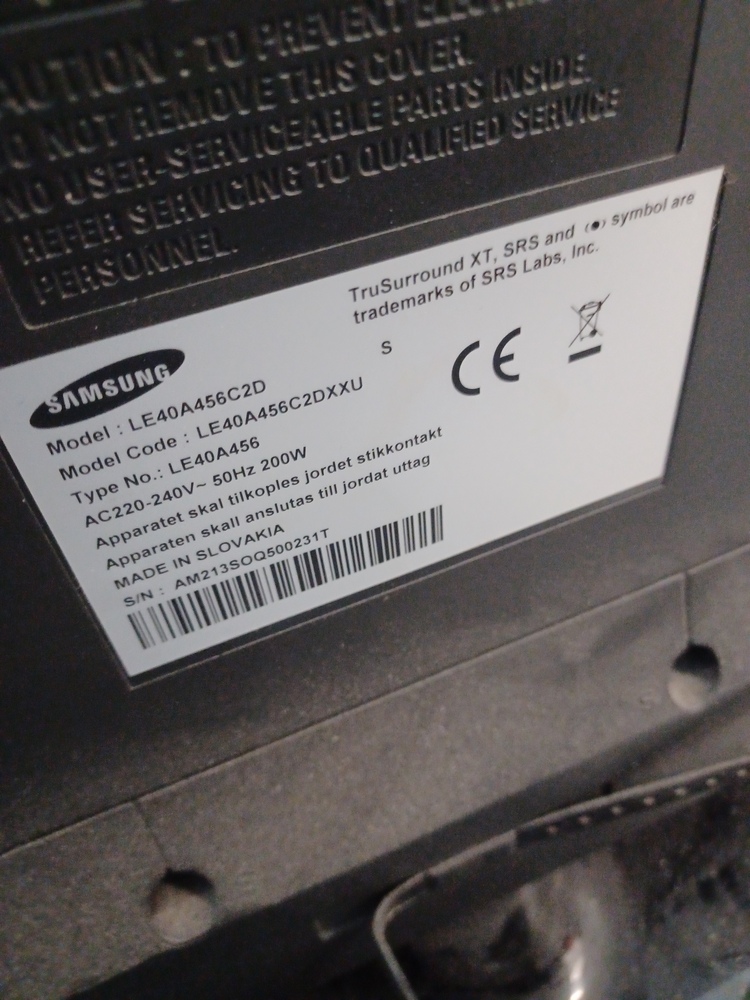 AUTION : TO PREVENT
O NOT REMOVE THIS COVER.
NO USER-SERVICEABLE PARTS INSIDE.
REFER SERVICING TO QUALIFIED SERVICE
PERSONNEL.
TruSurround XT, SRS and (●) symbol are
trademarks of SRS Labs, Inc.
S
CE
SAMSUNG
Model : LE40A456C2D
Model Code : LE40A456C2DXXU
Type No.: LE40A456
AC220-240V~ 50Hz 200W
Apparatet skal tilkoples jordet stikkontakt
Apparaten skall anslutas till jordat uttag
MADE IN SLOVAKIA
S/N : AM213SOQ500231T